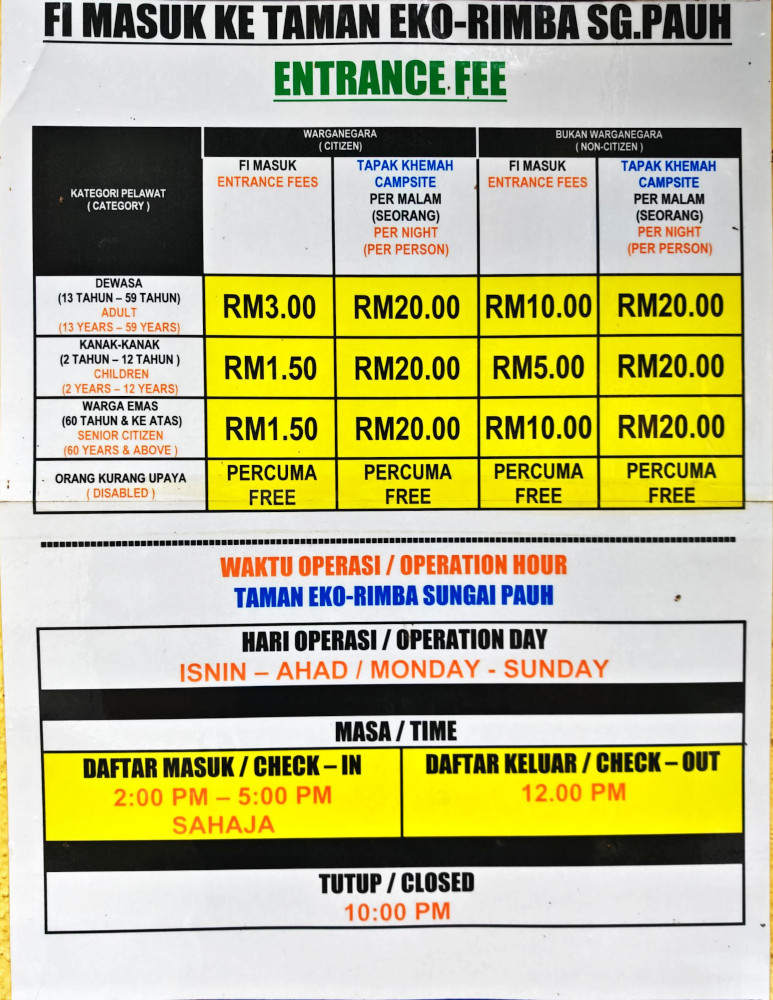 FI MASUK KE TAMAN EKO-RIMBA SG.PAUH
ENTRANCE FEE
KATEGORI PELAWAT
( CATEGORY )
WARGANEGARA
( CITIZEN)
BUKAN WARGANEGARA
( NON-CITIZEN )
FI MASUK
ENTRANCE FEES
TAPAK KHEMAH
CAMPSITE
PER MALAM
(SEORANG)
PER NIGHT
(PER PERSON)
FI MASUK
ENTRANCE FEES
TAPAK KHEMAH
CAMPSITE
PER MALAM
(SEORANG)
PER NIGHT
(PER PERSON)
DEWASA
(13 TAHUN – 59 TAHUN)
ADULT
(13 YEARS – 59 YEARS)
RM3.00
RM20.00
RM10.00
RM20.00
KANAK-KANAK
(2 TAHUN – 12 TAHUN )
CHILDREN
(2 YEARS – 12 YEARS)
RM1.50
RM20.00
RM5.00
RM20.00
WARGA EMAS
(60 TAHUN & KE ATAS)
SENIOR CITIZEN
(60 YEARS & ABOVE )
RM1.50
RM20.00
RM10.00
RM20.00
ORANG KURANG UPAYA
( DISABLED )
PERCUMA
FREE
PERCUMA
FREE
PERCUMA
FREE
PERCUMA
FREE
WAKTU OPERASI / OPERATION HOUR
TAMAN EKO-RIMBA SUNGAI PAUH
HARI OPERASI / OPERATION DAY
ISNIN – AHAD / MONDAY - SUNDAY
MASA / TIME
DAFTAR MASUK / CHECK – IN
2:00 PM – 5:00 PM
SAHAJA
DAFTAR KELUAR / CHECK – OUT
12.00 PM
TUTUP / CLOSED
10:00 PM